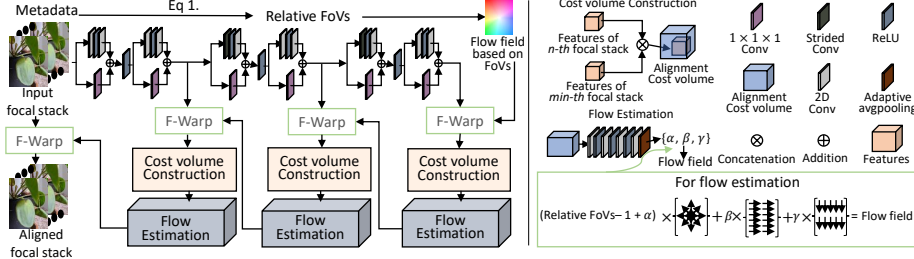 Metadata
Eq 1.
Relative FoVs
Flow field
based on
FoVs
Input
focal stack
F-Warp
F-Warp
F-Warp
F-Warp
Cost volume
Construction
Cost volume
Construction
Cost volume
Construction
Flow
Estimation
Flow
Estimation
Flow
Estimation
Aligned
focal stack
Cost volume Construction
Features of
n-th focal stack
Features of
min-th focal stack
Alignment
Cost volume
1 × 1 × 1
Conv
Strided
Conv
ReLU
Alignment
Cost volume
2D
Conv
Adaptive
avgpooling
Flow Estimation
{α, β, γ}
Flow field
⊗
Concatenation
⊕
Addition
Features
For flow estimation
(Relative FoVs− 1 + α) × [ ] + β× [ ] + γ × [ ] = Flow field